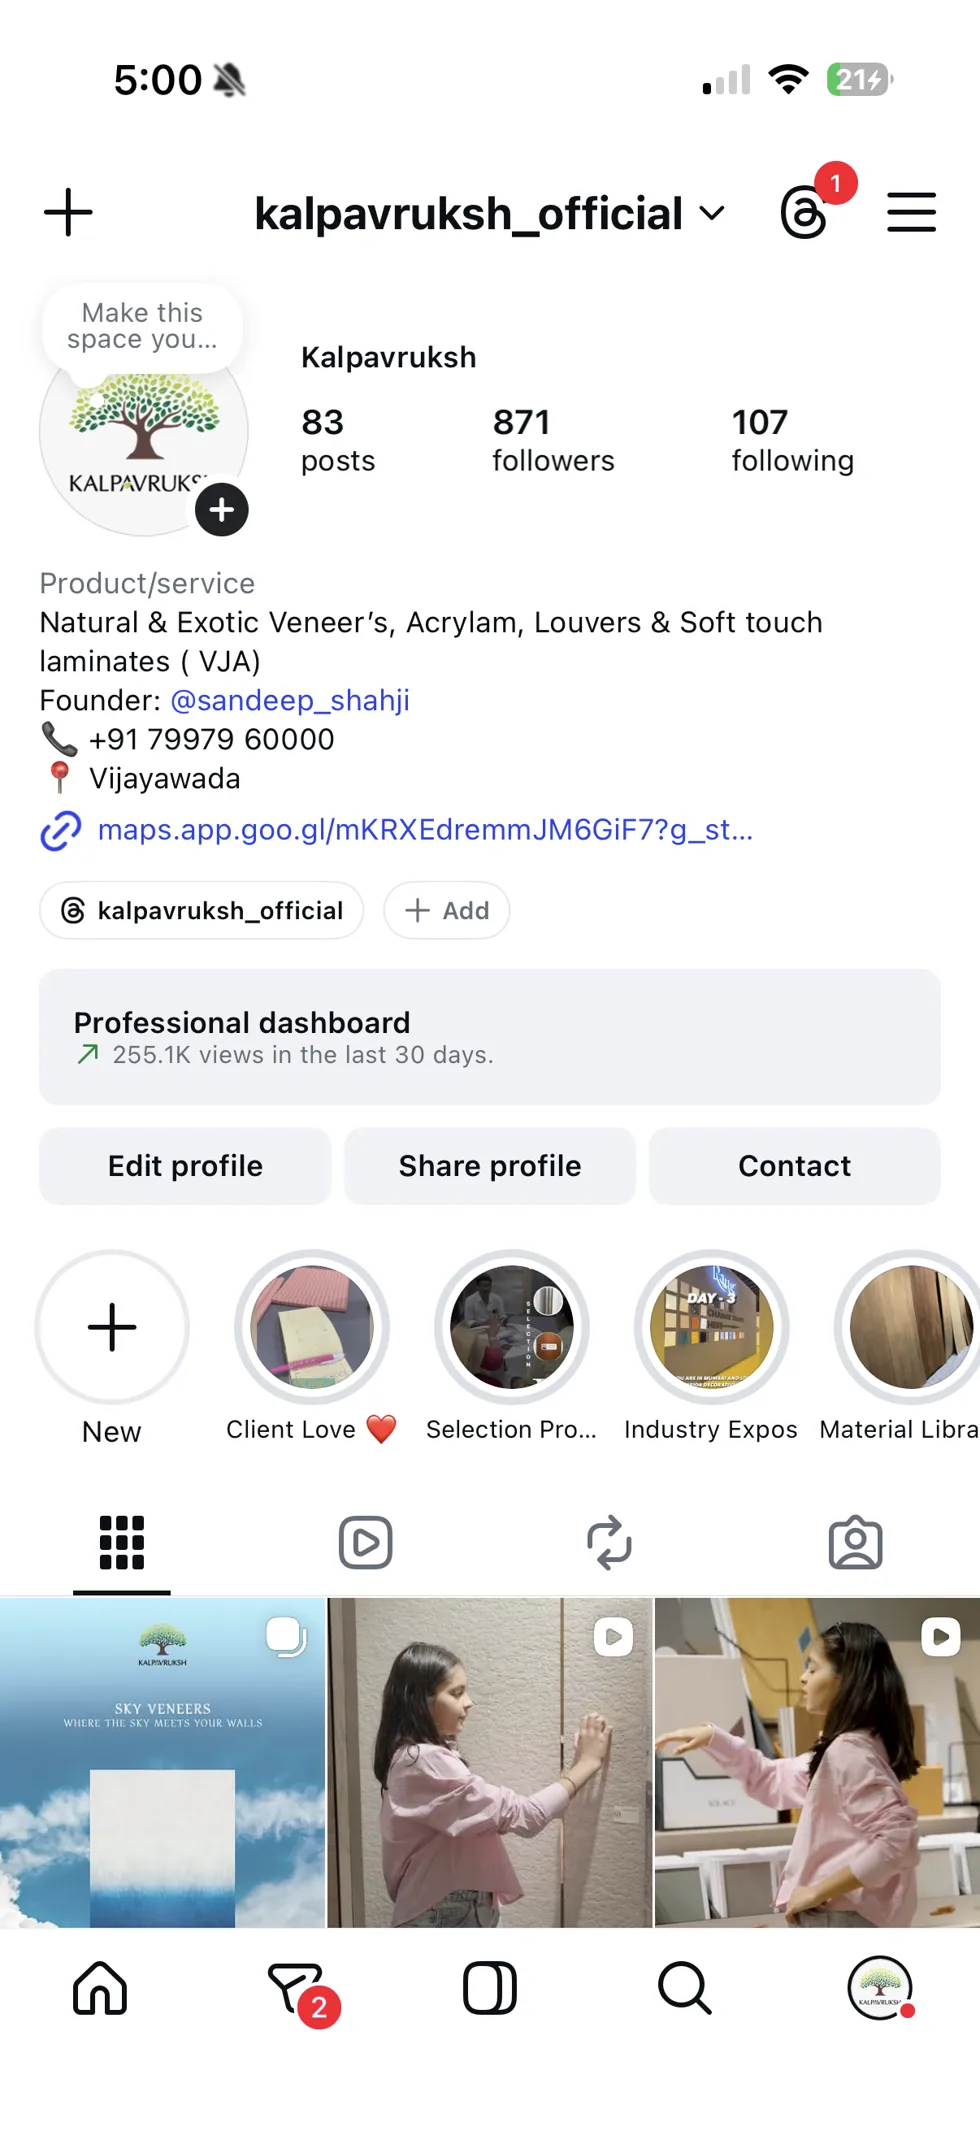 5:00
21
kalpavruksh_official
1
Make this
space you...
KALPAVRUKS
Kalpavruksh
83 871 107
posts followers following
Product/service
Natural & Exotic Veneer’s, Acrylam, Louvers & Soft touch
laminates ( VJA)
Founder: @sandeep_shahji
📞 +91 79979 60000
📍 Vijayawada
maps.app.goo.gl/mKRXEdremmJM6GiF7?g_st...
kalpavruksh_official + Add
Professional dashboard
255.1K views in the last 30 days.
Edit profile Share profile Contact
SELECTION
DAY - 3
New Client Love ❤️ Selection Pro... Industry Expos Material Libra
KALPAVRUKSH
SKY VENEERS
WHERE THE SKY MEETS YOUR WALLS
2
KALPAVRUKSH